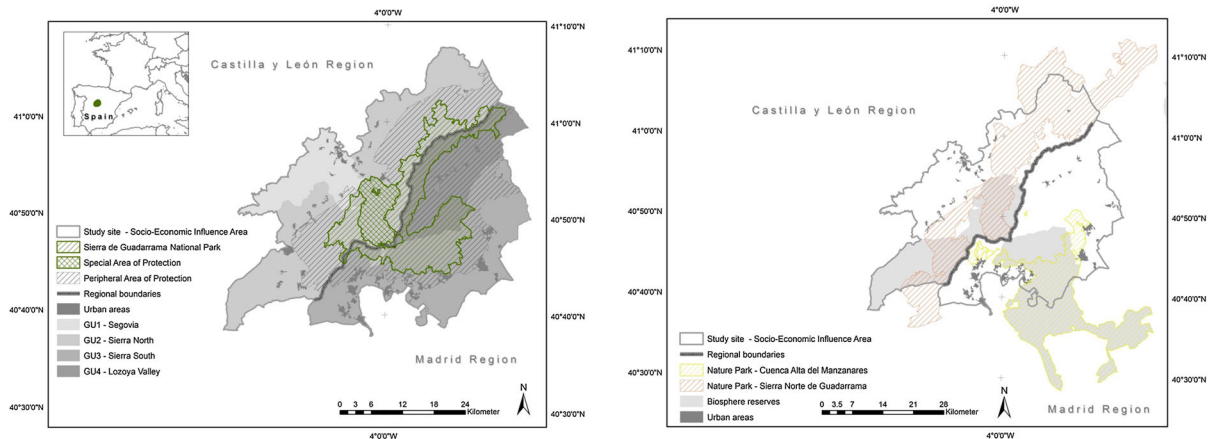 4°0'0"W
41°10'0"N
Castilla y León Region
Spain
41°0'0"N
41°0'0"N
40°50'0"N
40°50'0"N
Study site - Socio-Economic Influence Area
Sierra de Guadarrama National Park
Special Area of Protection
Peripheral Area of Protection
Regional boundaries
Urban areas
GU1 - Segovia
GU2 - Sierra North
GU3 - Sierra South
GU4 - Lozoya Valley
40°40'0"N
40°40'0"N
Madrid Region
N
0 3 6 12 18 24
Kilometer
40°30'0"N
40°30'0"N
4°0'0"W
4°0'0"W
41°10'0"N
41°10'0"N
Castilla y León Region
41°0'0"N
41°0'0"N
40°50'0"N
40°50'0"N
40°40'0"N
40°40'0"N
Study site - Socio-Economic Influence Area
Regional boundaries
Nature Park - Cuenca Alta del Manzanares
Nature Park - Sierra Norte de Guadarrama
Biosphere reserves
Urban areas
40°30'0"N
40°30'0"N
N
0 3.5 7 14 21 28
Kilometer
Madrid Region
4°0'0"W